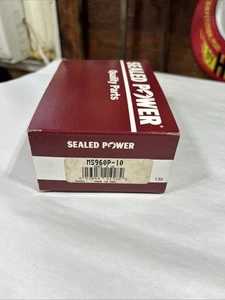 SEALED POWER
Quality Parts
SEALED POWER
MS960P-10